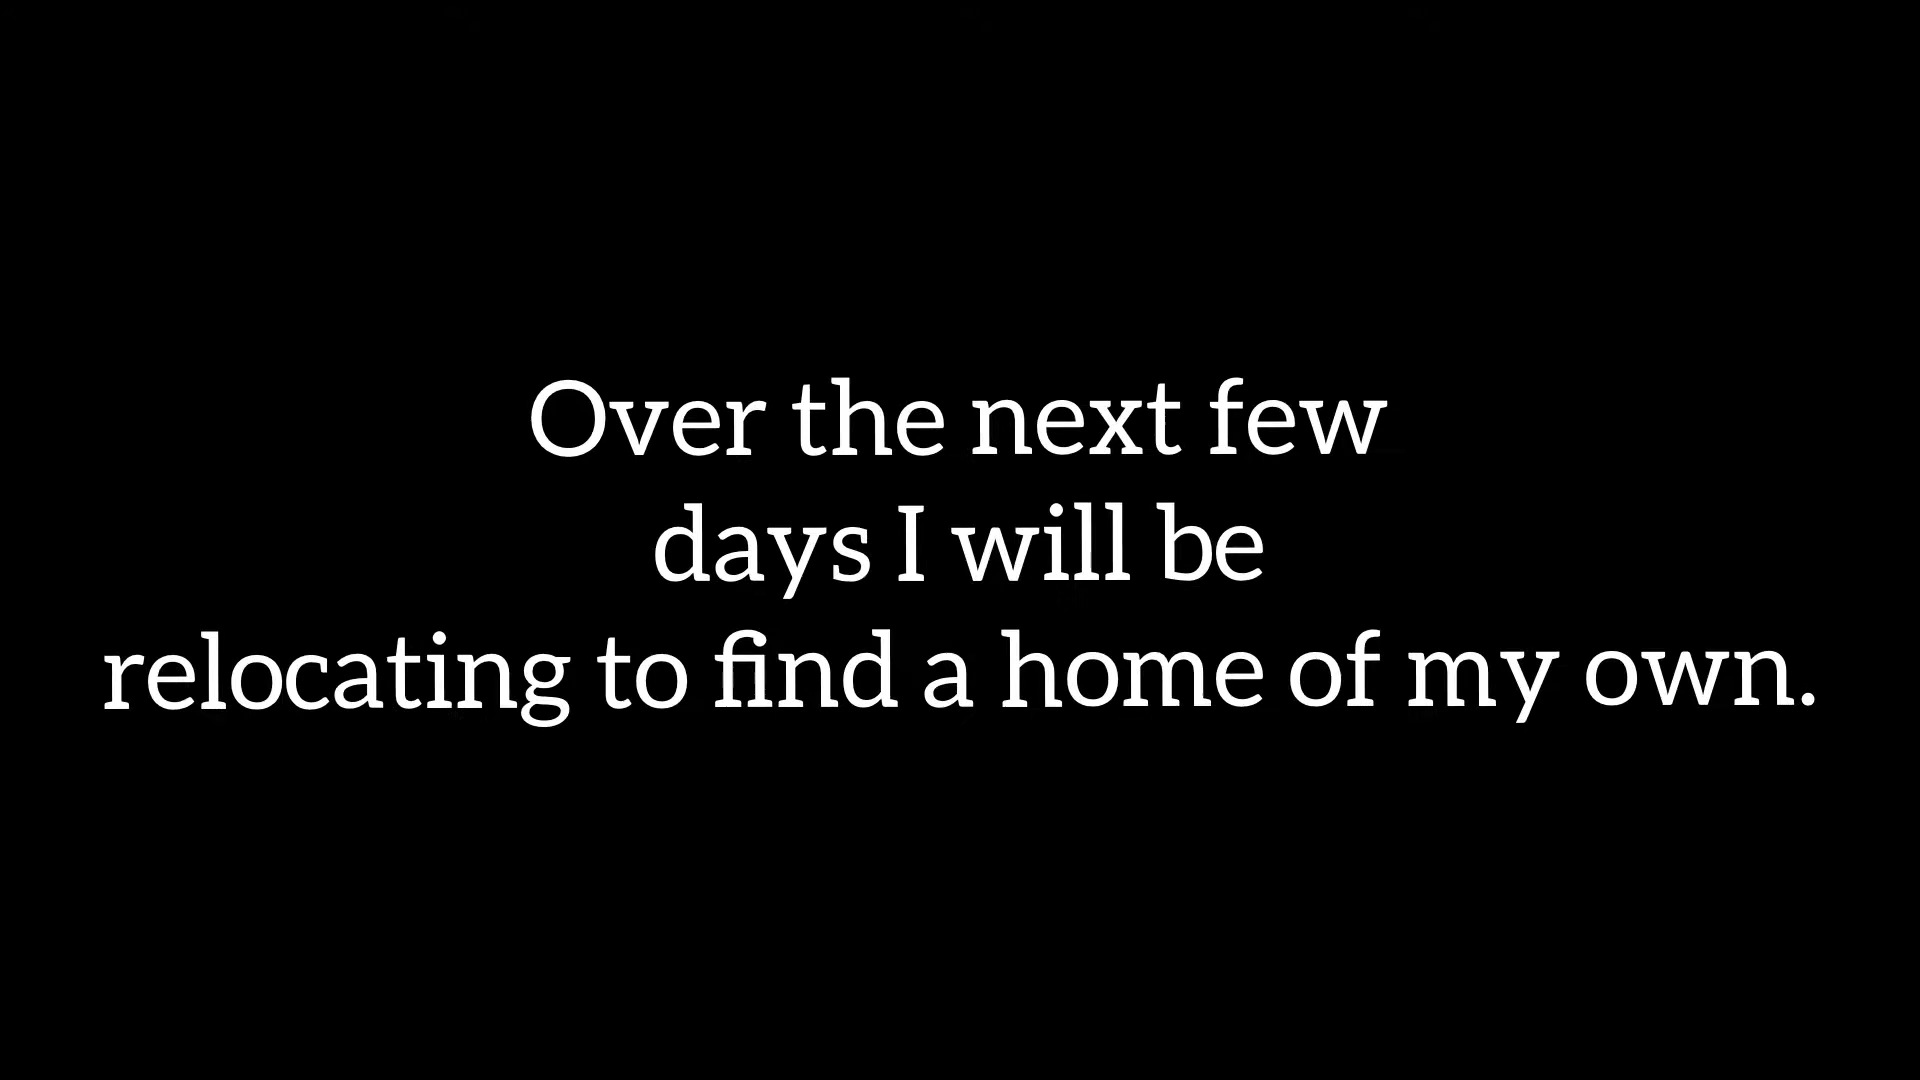 Over the next few
days I will be
relocating to find a home of my own.